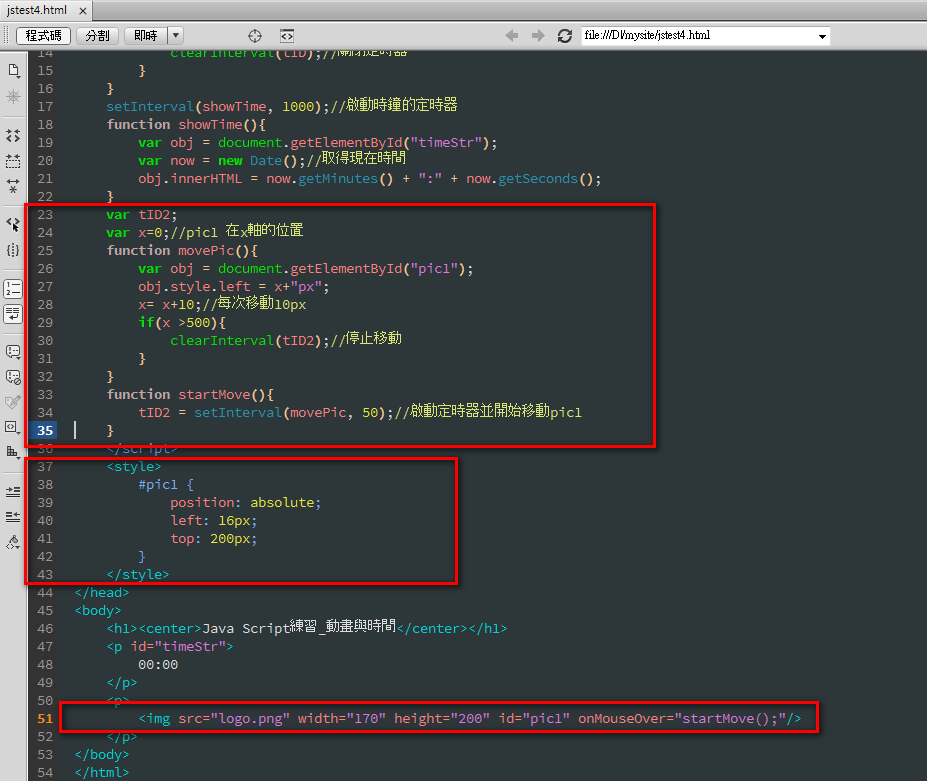 jstest4.html ×
程式碼 分割 即時 file:///D|/mysite/jstest4.html
14 clearInterval(tID);//關閉定時器
15 }
16 }
17 setInterval(showTime, 1000);//啟動時鐘的定時器
18 function showTime(){
19 var obj = document.getElementById("timeStr");
20 var now = new Date();//取得現在時間
21 obj.innerHTML = now.getMinutes() + ":" + now.getSeconds();
22 }
23 var tID2;
24 var x=0;//pic1 在x軸的位置
25 function movePic(){
26 var obj = document.getElementById("pic1");
27 obj.style.left = x+"px";
28 x= x+10;//每次移動10px
29 if(x >500){
30 clearInterval(tID2);//停止移動
31 }
32 }
33 function startMove(){
34 tID2 = setInterval(movePic, 50);//啟動定時器並開始移動pic1
35 }
36 </script>
37 <style>
38 #pic1 {
39 position: absolute;
40 left: 16px;
41 top: 200px;
42 }
43 </style>
44 </head>
45 <body>
46 <h1><center>Java Script練習_動畫與時間</center></h1>
47 <p id="timeStr">
48 00:00
49 </p>
50 <p>
51 <img src="logo.png" width="170" height="200" id="pic1" onMouseOver="startMove();"/>
52 </p>
53 </body>
54 </html>